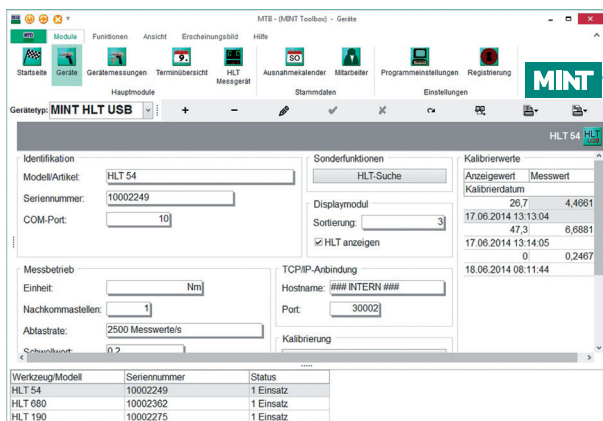 MTB - (MINT Toolbox) - Geräte
MTB Module Funktionen Ansicht Erscheinungsbild Hilfe
9. SO
Startseite Geräte Gerätemessungen Terminübersicht HLT Messgerät Ausnahmekalender Mitarbeiter Programmeinstellungen Registrierung
Hauptmodule Stammdaten Einstellungen
MINT
Gerätetyp: MINT HLT USB
HLT 54 HLT USB
Identifikation
Modell/Artikel: HLT 54
Seriennummer: 10002249
COM-Port: 10
Sonderfunktionen
HLT-Suche
Displaymodul
Sortierung: 3
HLT anzeigen
Kalibrierwerte
Anzeigewert Messwert
Kalibrierdatum
26,7 4,4661
17.06.2014 13:13:04
47,3 6,6881
17.06.2014 13:14:05
0 0,2467
18.06.2014 08:11:44
Messbetrieb
Einheit: Nm
Nachkommastellen: 1
Abtastrate: 2500 Messwerte/s
Schwellwert: 0,2
TCP/IP-Anbindung
Hostname: ### INTERN ###
Port: 30002
Kalibrierung
Werkzeug/Modell Seriennummer Status
HLT 54 10002249 1 Einsatz
HLT 680 10002362 1 Einsatz
HLT 190 10002275 1 Einsatz